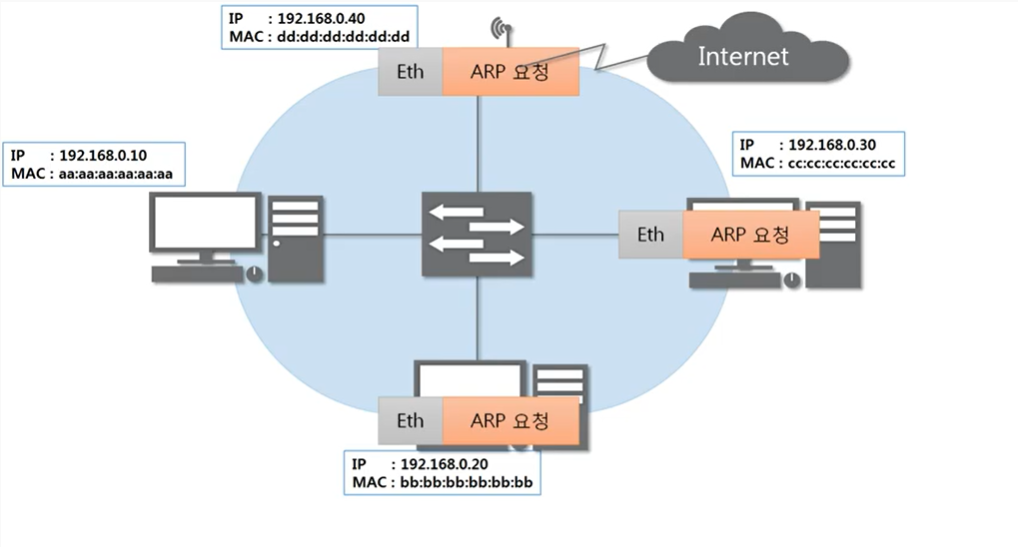 IP : 192.168.0.40
MAC : dd:dd:dd:dd:dd:dd
Eth ARP 요청
Internet
IP : 192.168.0.10
MAC : aa:aa:aa:aa:aa:aa
IP : 192.168.0.30
MAC : cc:cc:cc:cc:cc:cc
Eth ARP 요청
Eth ARP 요청
IP : 192.168.0.20
MAC : bb:bb:bb:bb:bb:bb